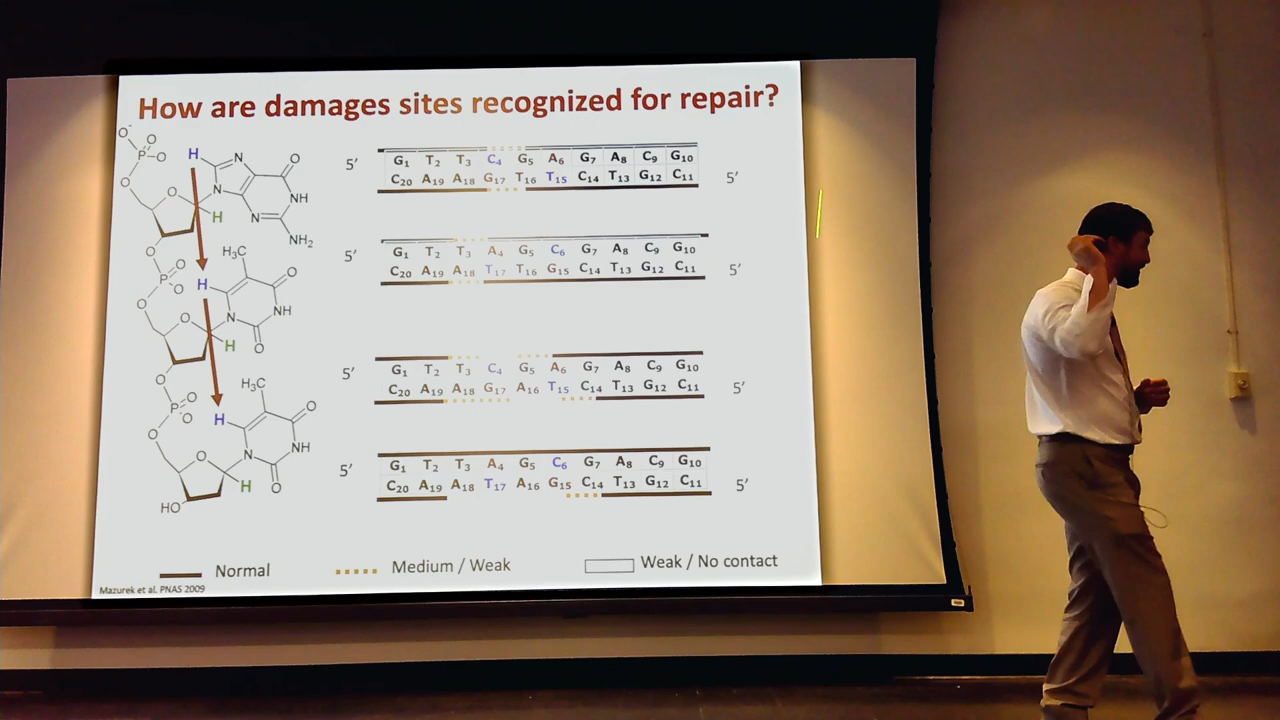 How are damages sites recognized for repair?
O⁻
O
P
O
H
N
O
O
O
N
NH
H
N
NH₂
O
H₃C
O
P
O
O
H
O
N
NH
O
H
O
O
H₃C
O
P
O
O
H
O
N
NH
O
H
O
HO
5′ G₁ T₂ T₃ C₄ G₅ A₆ G₇ A₈ C₉ G₁₀
C₂₀ A₁₉ A₁₈ G₁₇ T₁₆ T₁₅ C₁₄ T₁₃ G₁₂ C₁₁ 5′
5′ G₁ T₂ T₃ A₄ G₅ C₆ G₇ A₈ C₉ G₁₀
C₂₀ A₁₉ A₁₈ T₁₇ T₁₆ G₁₅ C₁₄ T₁₃ G₁₂ C₁₁ 5′
5′ G₁ T₂ T₃ C₄ G₅ A₆ G₇ A₈ C₉ G₁₀
C₂₀ A₁₉ A₁₈ G₁₇ A₁₆ T₁₅ C₁₄ T₁₃ G₁₂ C₁₁ 5′
5′ G₁ T₂ T₃ A₄ G₅ C₆ G₇ A₈ C₉ G₁₀
C₂₀ A₁₉ A₁₈ T₁₇ A₁₆ G₁₅ C₁₄ T₁₃ G₁₂ C₁₁ 5′
Normal Medium / Weak Weak / No contact
Mazurek et al. PNAS 2009